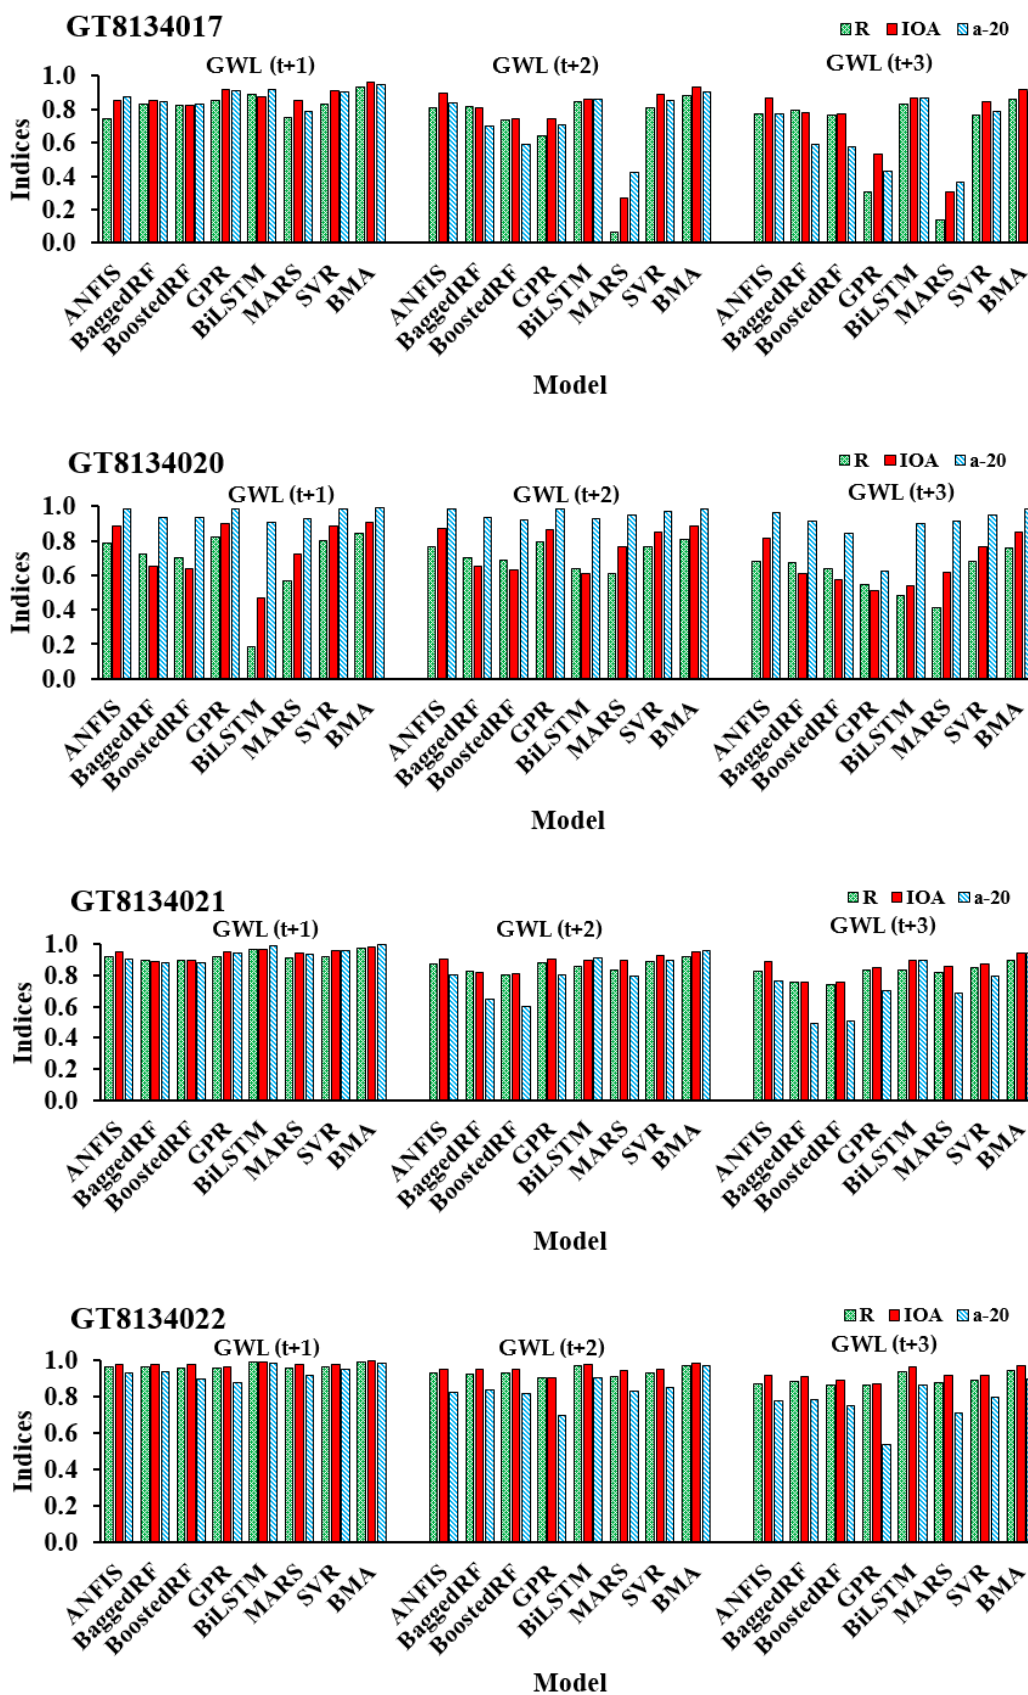 GT8134017
R IOA a-20
GWL (t+1) GWL (t+2) GWL (t+3)
1.0
0.8
0.6
0.4
0.2
0.0
Indices
ANFIS BaggedRF BoostedRF GPR BiLSTM MARS SVR BMA ANFIS BaggedRF BoostedRF GPR BiLSTM MARS SVR BMA ANFIS BaggedRF BoostedRF GPR BiLSTM MARS SVR BMA
Model
GT8134020
R IOA a-20
GWL (t+1) GWL (t+2) GWL (t+3)
1.0
0.8
0.6
0.4
0.2
0.0
Indices
ANFIS BaggedRF BoostedRF GPR BiLSTM MARS SVR BMA ANFIS BaggedRF BoostedRF GPR BiLSTM MARS SVR BMA ANFIS BaggedRF BoostedRF GPR BiLSTM MARS SVR BMA
Model
GT8134021
R IOA a-20
GWL (t+1) GWL (t+2) GWL (t+3)
1.0
0.8
0.6
0.4
0.2
0.0
Indices
ANFIS BaggedRF BoostedRF GPR BiLSTM MARS SVR BMA ANFIS BaggedRF BoostedRF GPR BiLSTM MARS SVR BMA ANFIS BaggedRF BoostedRF GPR BiLSTM MARS SVR BMA
Model
GT8134022
R IOA a-20
GWL (t+1) GWL (t+2) GWL (t+3)
1.0
0.8
0.6
0.4
0.2
0.0
Indices
ANFIS BaggedRF BoostedRF GPR BiLSTM MARS SVR BMA ANFIS BaggedRF BoostedRF GPR BiLSTM MARS SVR BMA ANFIS BaggedRF BoostedRF GPR BiLSTM MARS SVR BMA
Model